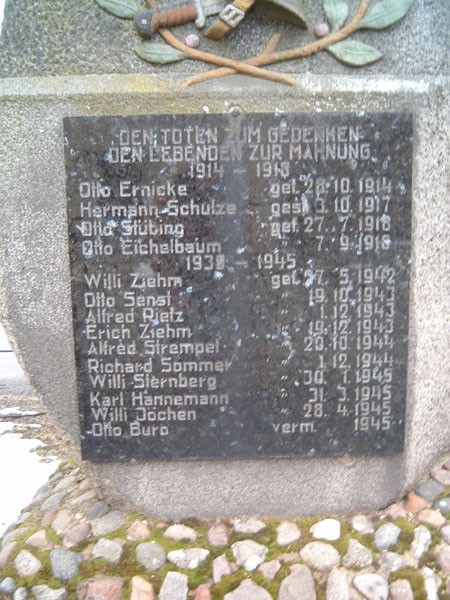 DEN TOTEN ZUM GEDENKEN
DEN LEBENDEN ZUR MAHNUNG
1914 – 1918
Otto Ernicke gef. 28.10.1914
Hermann Schulze gest. 3.10.1917
Otto Stübing gef. 27.7.1918
Otto Eichelbaum " 7.9.1918
1939 – 1945
Willi Ziehm gef. 27.5.1942
Otto Senst " 19.10.1943
Alfred Rietz " 1.12.1943
Erich Ziehm " 19.12.1943
Alfred Strempel " 20.10.1944
Richard Sommer " 1.12.1944
Willi Sternberg " 30.1.1945
Karl Hannemann " 31.3.1945
Willi Jochen " 28.4.1945
Otto Buro verm. 1945